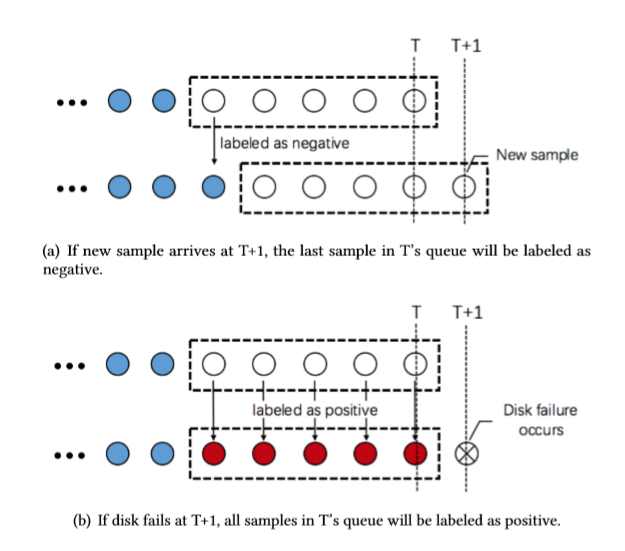 T T+1
labeled as negative
New sample
(a) If new sample arrives at T+1, the last sample in T's queue will be labeled as
negative.
T T+1
labeled as positive
Disk failure
occurs
(b) If disk fails at T+1, all samples in T's queue will be labeled as positive.